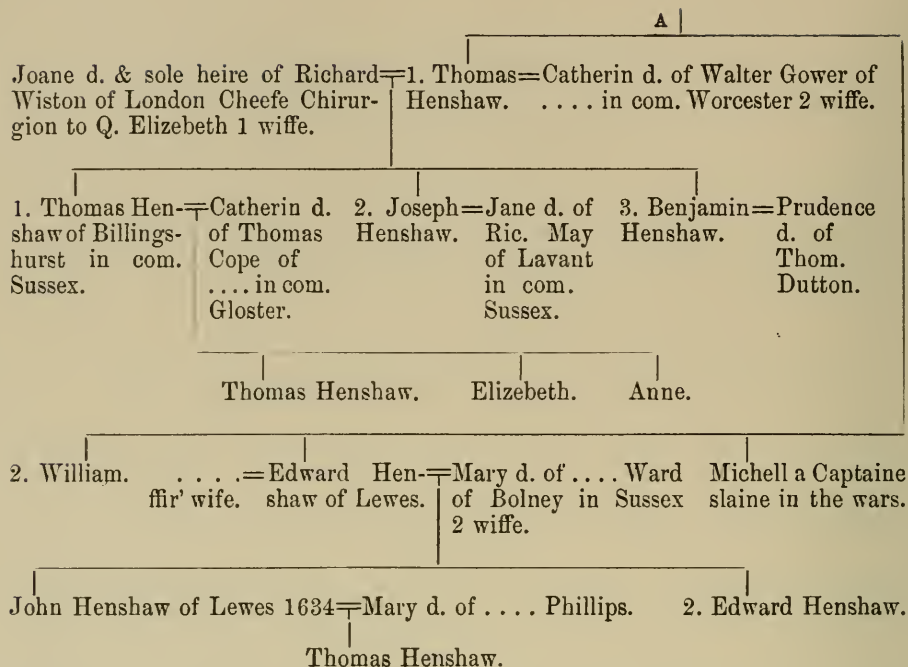 A
Joane d. & sole heire of Richard=1. Thomas=Catherin d. of Walter Gower of
Wiston of London Cheefe Chirur- Henshaw. .... in com. Worcester 2 wiffe.
gion to Q. Elizebeth 1 wiffe.
1. Thomas Hen-=Catherin d. 2. Joseph=Jane d. of 3. Benjamin=Prudence
shaw of Billings- of Thomas Henshaw. Ric. May Henshaw. d. of
hurst in com. Cope of of Lavant Thom.
Sussex. .... in com. in com. Dutton.
Gloster. Sussex.
Thomas Henshaw. Elizebeth. Anne.
2. William. ....=Edward Hen-=Mary d. of .... Ward Michell a Captaine
ffir' wife. shaw of Lewes. of Bolney in Sussex slaine in the wars.
2 wiffe.
John Henshaw of Lewes 1634=Mary d. of .... Phillips. 2. Edward Henshaw.
Thomas Henshaw.